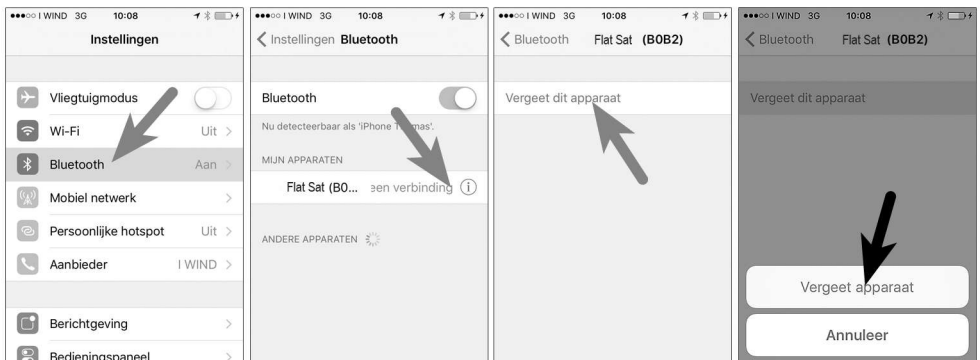 I WIND 3G 10:08
Instellingen
Vliegtuigmodus
Wi-Fi Uit
Bluetooth Aan
Mobiel netwerk
Persoonlijke hotspot Uit
Aanbieder I WIND
Berichtgeving
Bedieningspaneel
I WIND 3G 10:08
Instellingen Bluetooth
Bluetooth
Nu detecteerbaar als 'iPhone
MIJN APPARATEN
Flat Sat (B0... verbinding
ANDERE APPARATEN
I WIND 3G 10:08
Bluetooth Flat Sat (B0B2)
Vergeet dit apparaat
I WIND 3G 10:08
Bluetooth Flat Sat (B0B2)
Vergeet dit apparaat
Vergeet apparaat
Annuleer